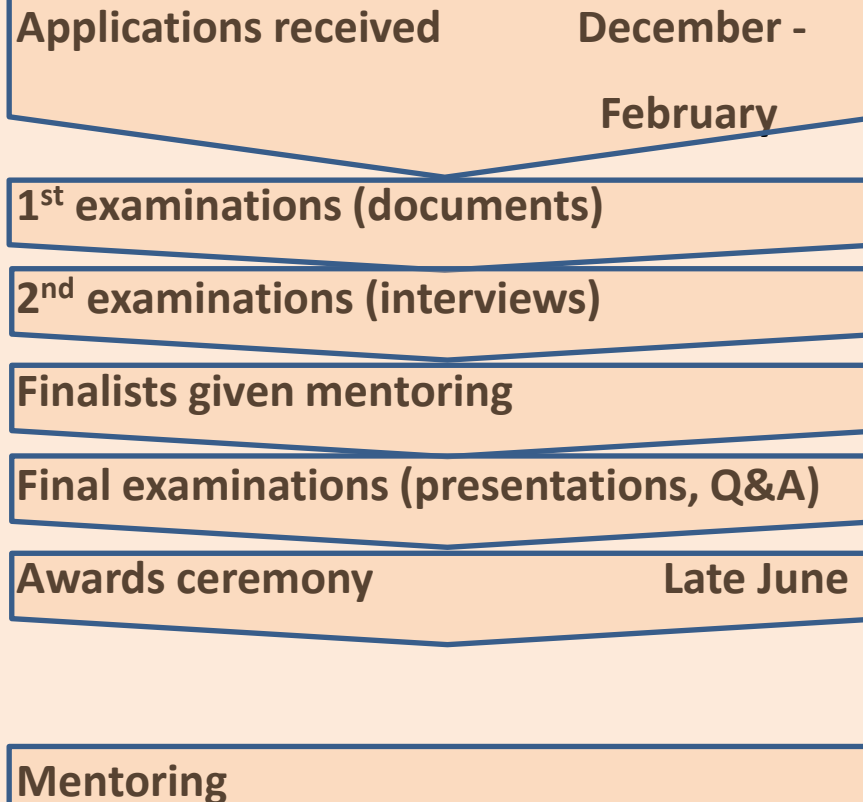 Applications received December -
February
1st examinations (documents)
2nd examinations (interviews)
Finalists given mentoring
Final examinations (presentations, Q&A)
Awards ceremony Late June
Mentoring